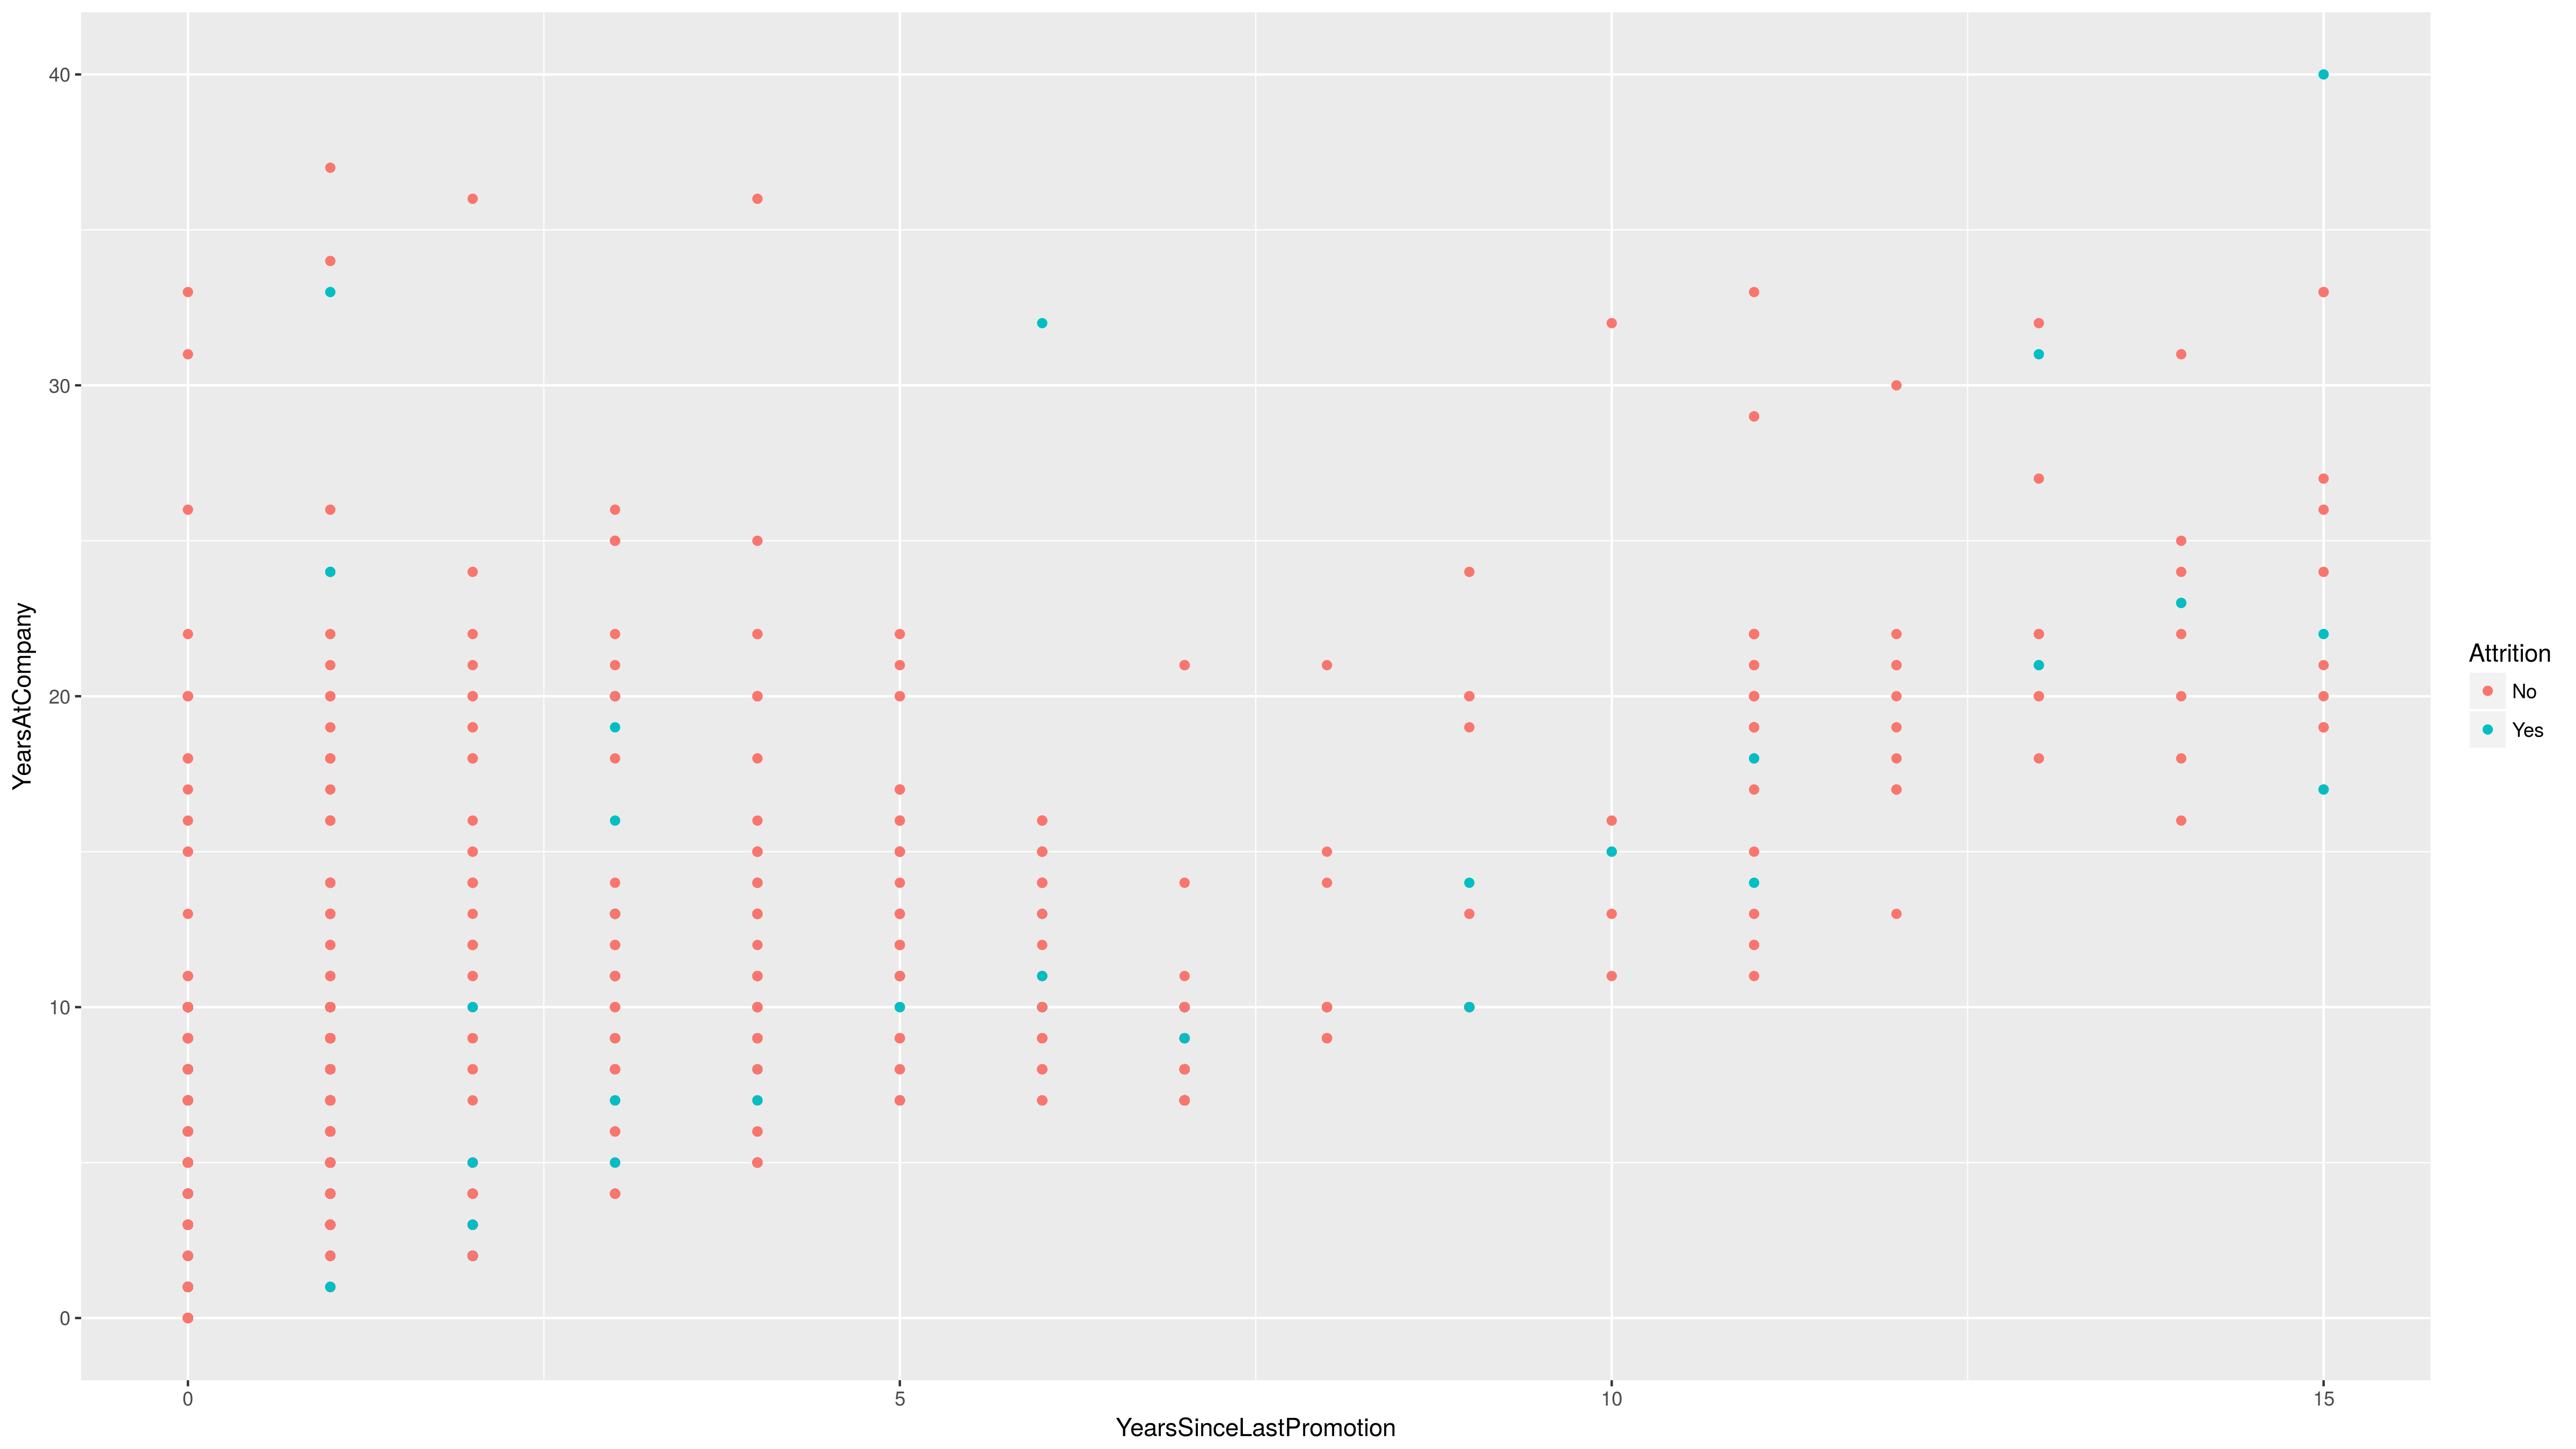 40
30
20
10
0
YearsAtCompany
0 5 10 15
YearsSinceLastPromotion
Attrition
No
Yes